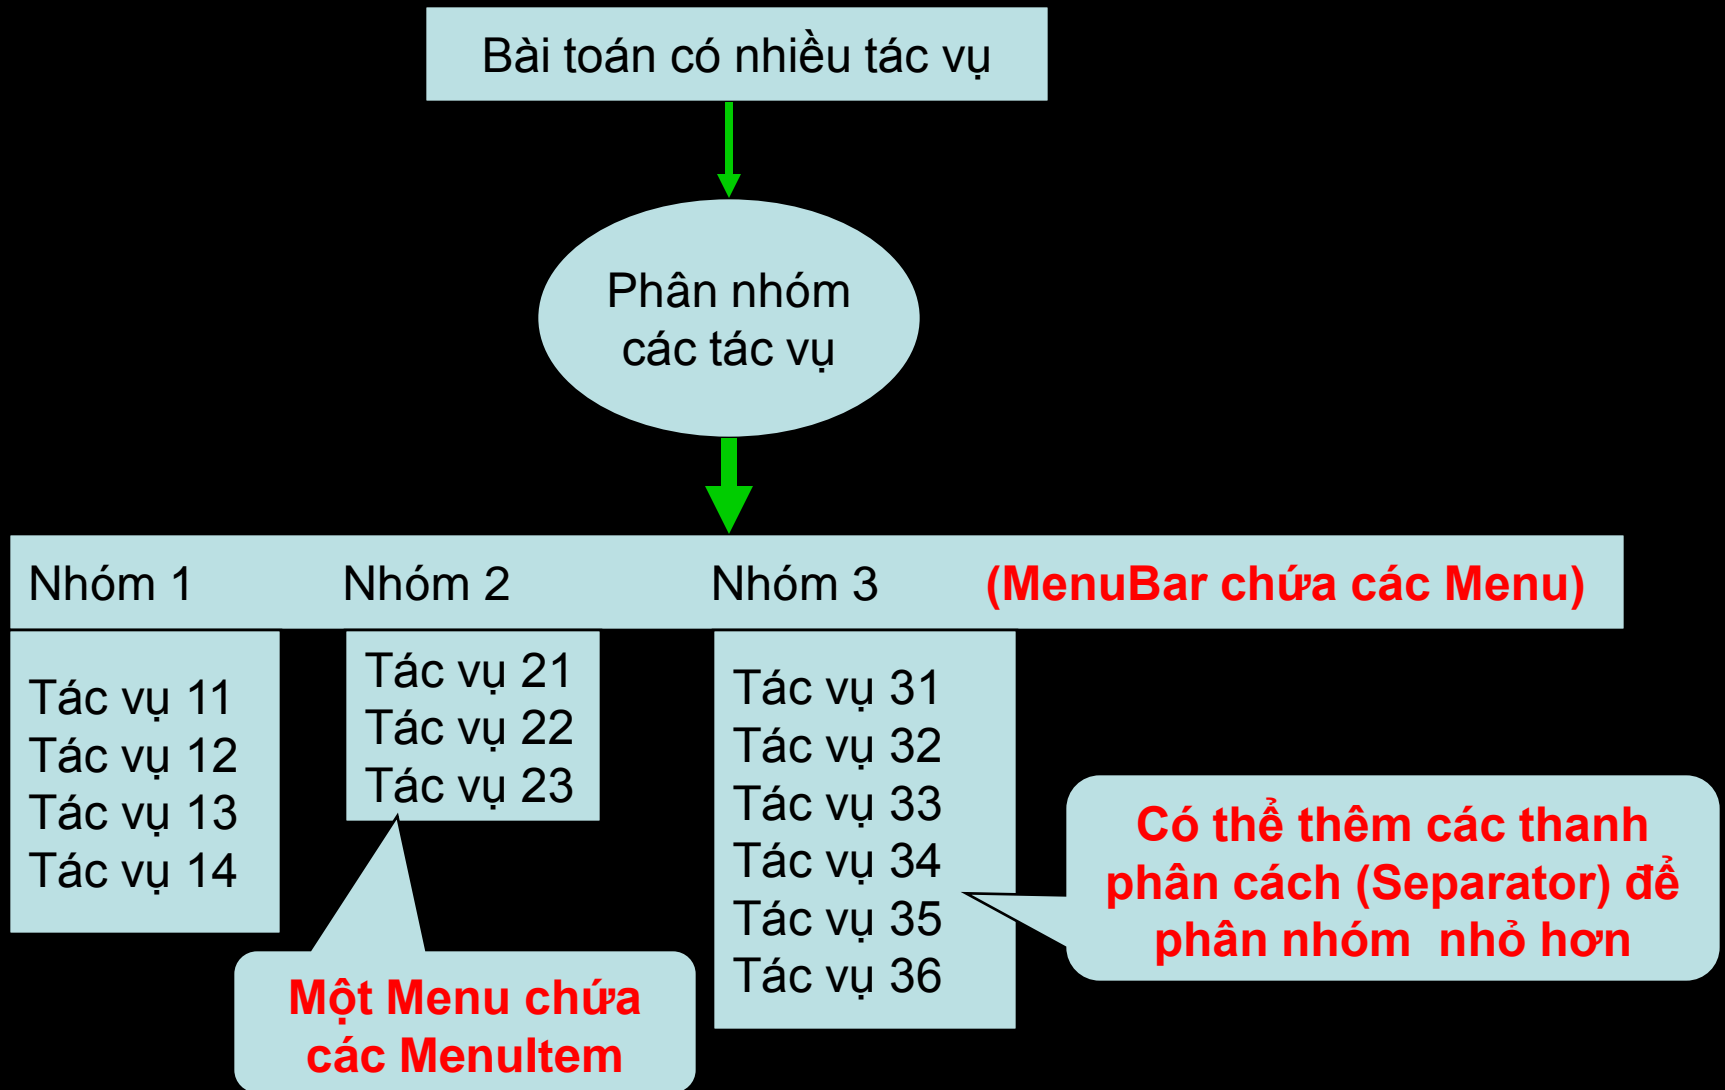 Bài toán có nhiều tác vụ
Phân nhóm
các tác vụ
Nhóm 1 Nhóm 2 Nhóm 3 (MenuBar chứa các Menu)
Tác vụ 11
Tác vụ 12
Tác vụ 13
Tác vụ 14
Tác vụ 21
Tác vụ 22
Tác vụ 23
Một Menu chứa
các MenuItem
Tác vụ 31
Tác vụ 32
Tác vụ 33
Tác vụ 34
Tác vụ 35
Tác vụ 36
Có thể thêm các thanh
phân cách (Separator) để
phân nhóm nhỏ hơn